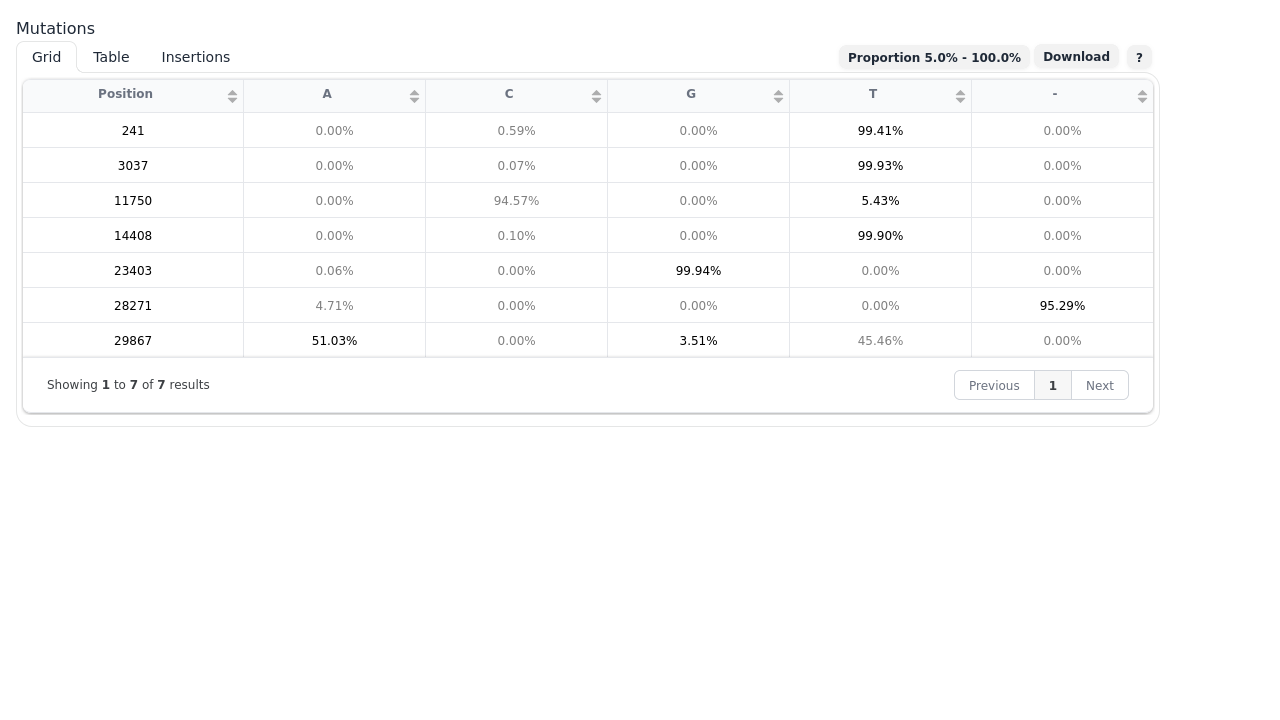 Mutations
Grid Table Insertions Proportion 5.0% - 100.0% Download ?
Position A C G T -
241 0.00% 0.59% 0.00% 99.41% 0.00%
3037 0.00% 0.07% 0.00% 99.93% 0.00%
11750 0.00% 94.57% 0.00% 5.43% 0.00%
14408 0.00% 0.10% 0.00% 99.90% 0.00%
23403 0.06% 0.00% 99.94% 0.00% 0.00%
28271 4.71% 0.00% 0.00% 0.00% 95.29%
29867 51.03% 0.00% 3.51% 45.46% 0.00%
Showing 1 to 7 of 7 results Previous 1 Next